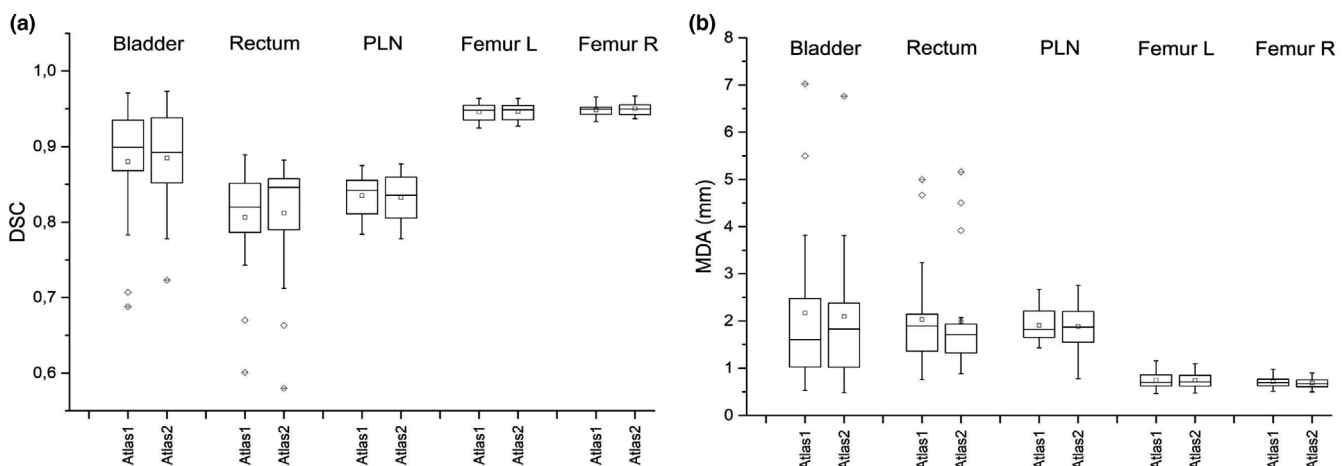 (a)
Bladder Rectum PLN Femur L Femur R
1,0
0,9
0,8
0,7
0,6
DSC
Atlas1 Atlas2 Atlas1 Atlas2 Atlas1 Atlas2 Atlas1 Atlas2 Atlas1 Atlas2
(b)
Bladder Rectum PLN Femur L Femur R
8
7
6
5
4
3
2
1
0
MDA (mm)
Atlas1 Atlas2 Atlas1 Atlas2 Atlas1 Atlas2 Atlas1 Atlas2 Atlas1 Atlas2